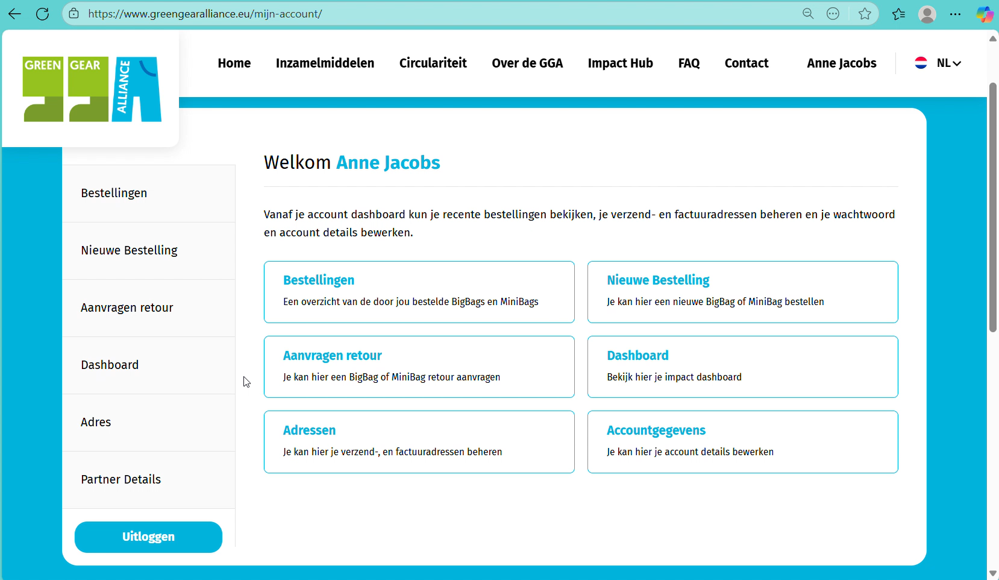 https://www.greengearalliance.eu/mijn-account/
GREEN GEAR ALLIANCE
Home Inzamelmiddelen Circulariteit Over de GGA Impact Hub FAQ Contact Anne Jacobs NL
Welkom Anne Jacobs
Vanaf je account dashboard kun je recente bestellingen bekijken, je verzend- en factuuradressen beheren en je wachtwoord
en account details bewerken.
Bestellingen
Nieuwe Bestelling
Aanvragen retour
Dashboard
Adres
Partner Details
Uitloggen
Bestellingen
Een overzicht van de door jou bestelde BigBags en MiniBags
Nieuwe Bestelling
Je kan hier een nieuwe BigBag of MiniBag bestellen
Aanvragen retour
Je kan hier een BigBag of MiniBag retour aanvragen
Dashboard
Bekijk hier je impact dashboard
Adressen
Je kan hier je verzend-, en factuuradressen beheren
Accountgegevens
Je kan hier je account details bewerken